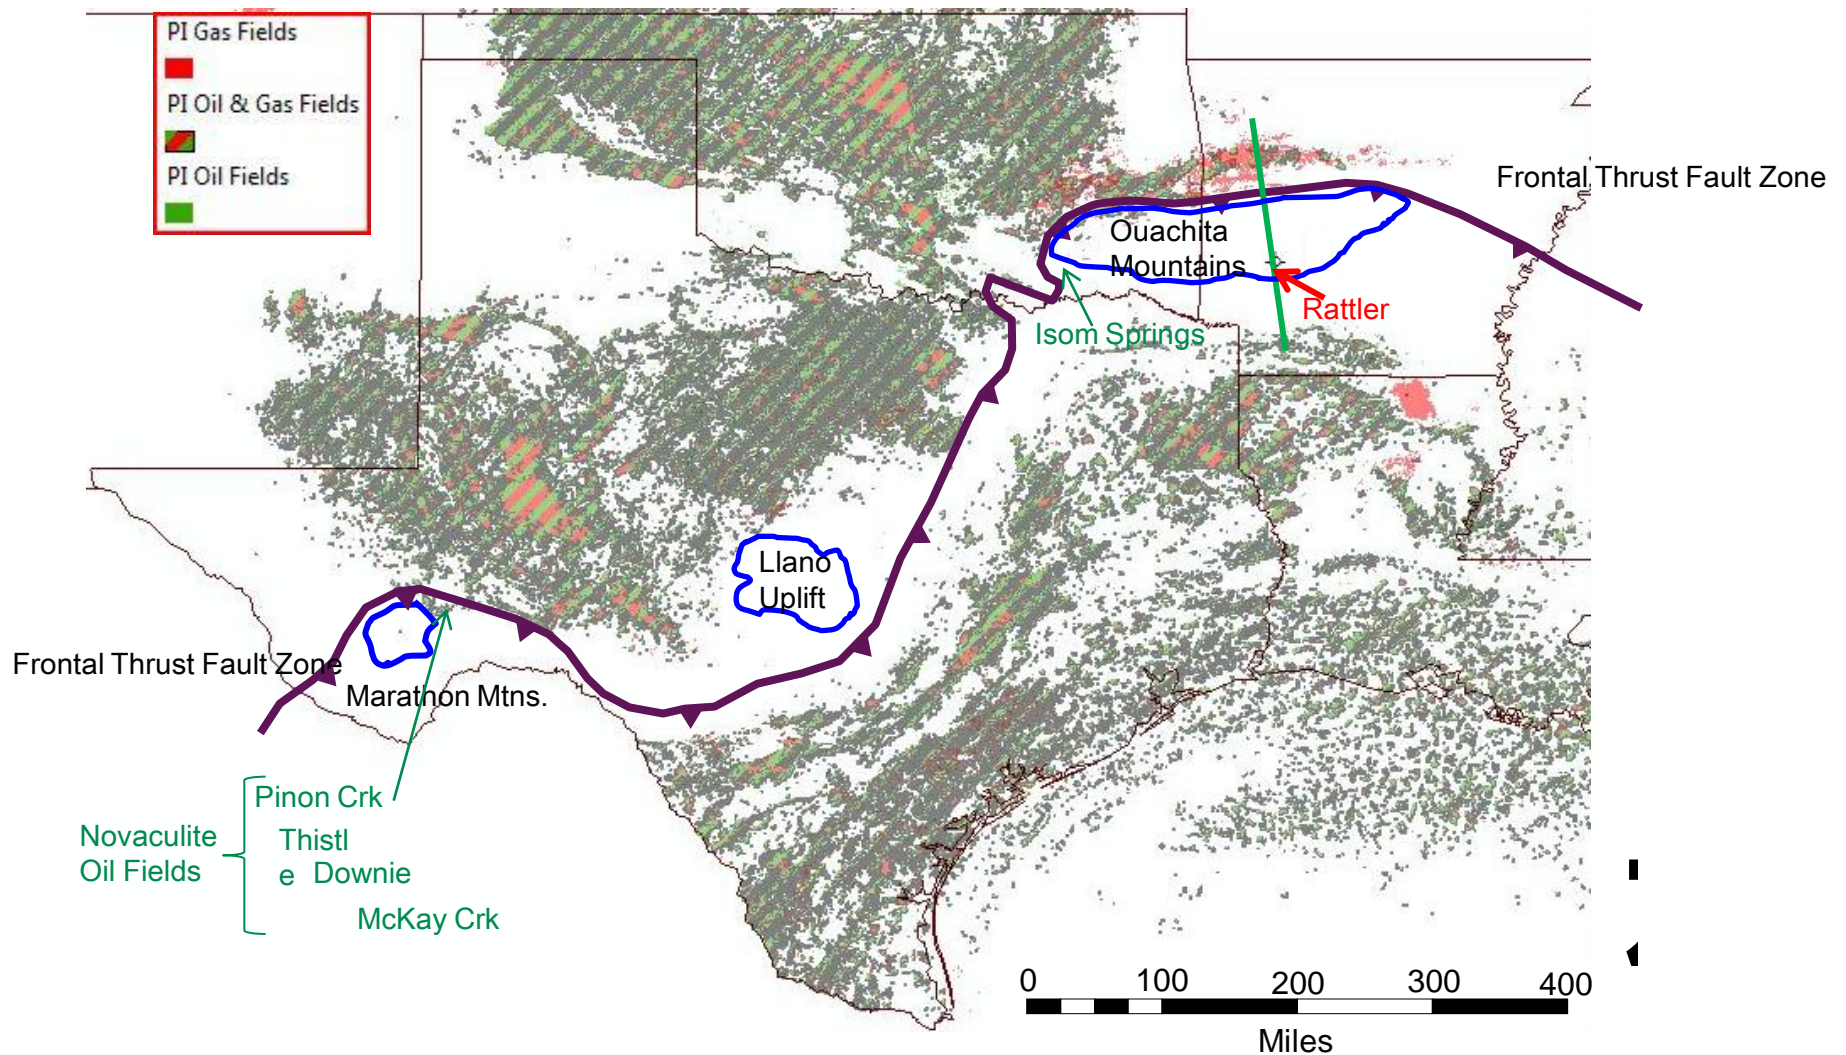 PI Gas Fields
PI Oil & Gas Fields
PI Oil Fields
Frontal Thrust Fault Zone
Ouachita
Mountains
Rattler
Isom Springs
Llano
Uplift
Frontal Thrust Fault Zone
Marathon Mtns.
Pinon Crk
Novaculite
Oil Fields
Thistl
e Downie
McKay Crk
0 100 200 300 400
Miles